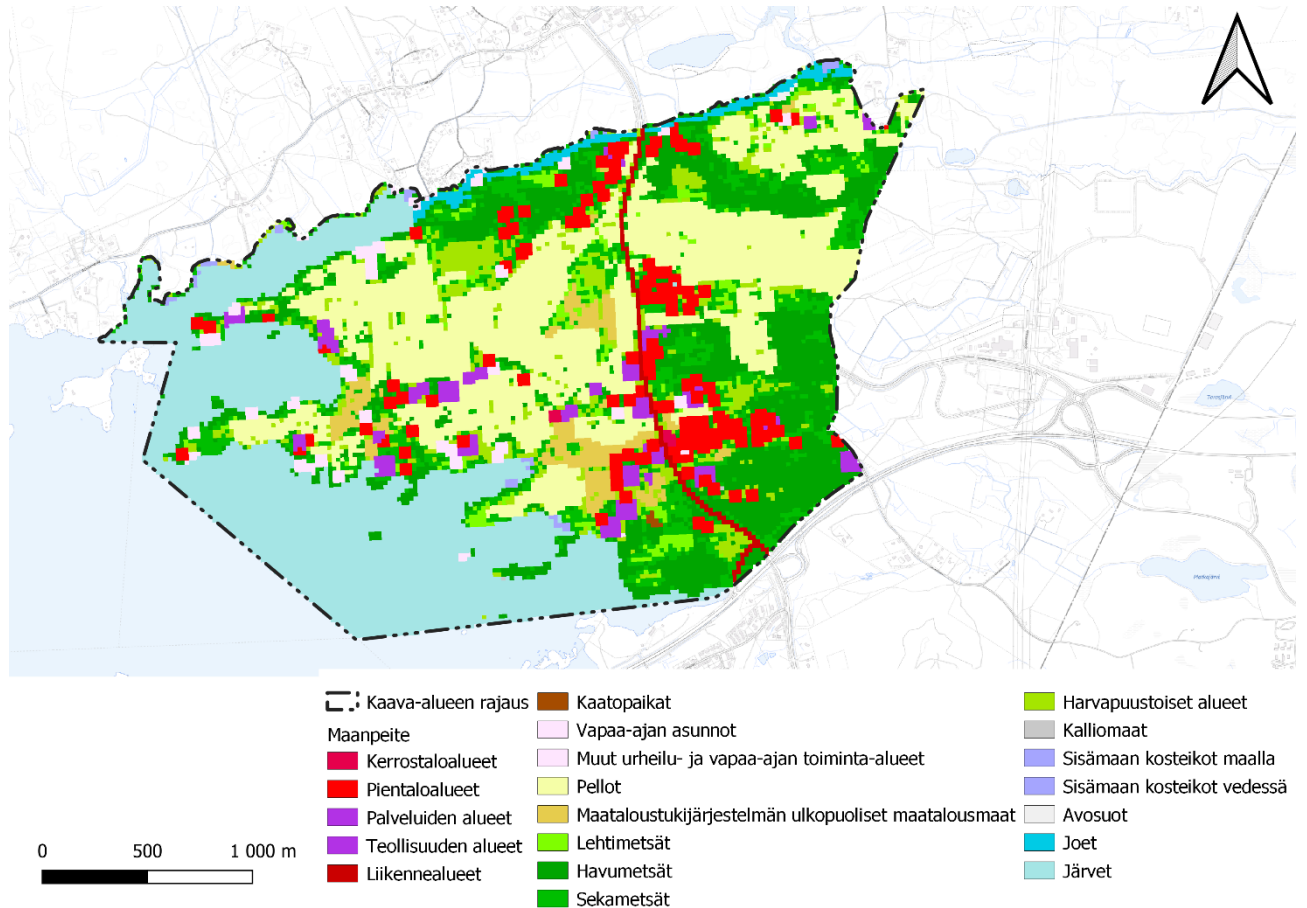 Kaava-alueen rajaus
Maanpeite
Kerrostaloalueet
Pientaloalueet
Palveluiden alueet
Teollisuuden alueet
Liikennealueet
Kaatopaikat
Vapaa-ajan asunnot
Muut urheilu- ja vapaa-ajan toiminta-alueet
Pellot
Maataloustukijärjestelmän ulkopuoliset maatalousmaat
Lehtimetsät
Havumetsät
Sekametsät
Harvapuustoiset alueet
Kalliomaat
Sisämaan kosteikot maalla
Sisämaan kosteikot vedessä
Avosuot
Joet
Järvet
0 500 1 000 m